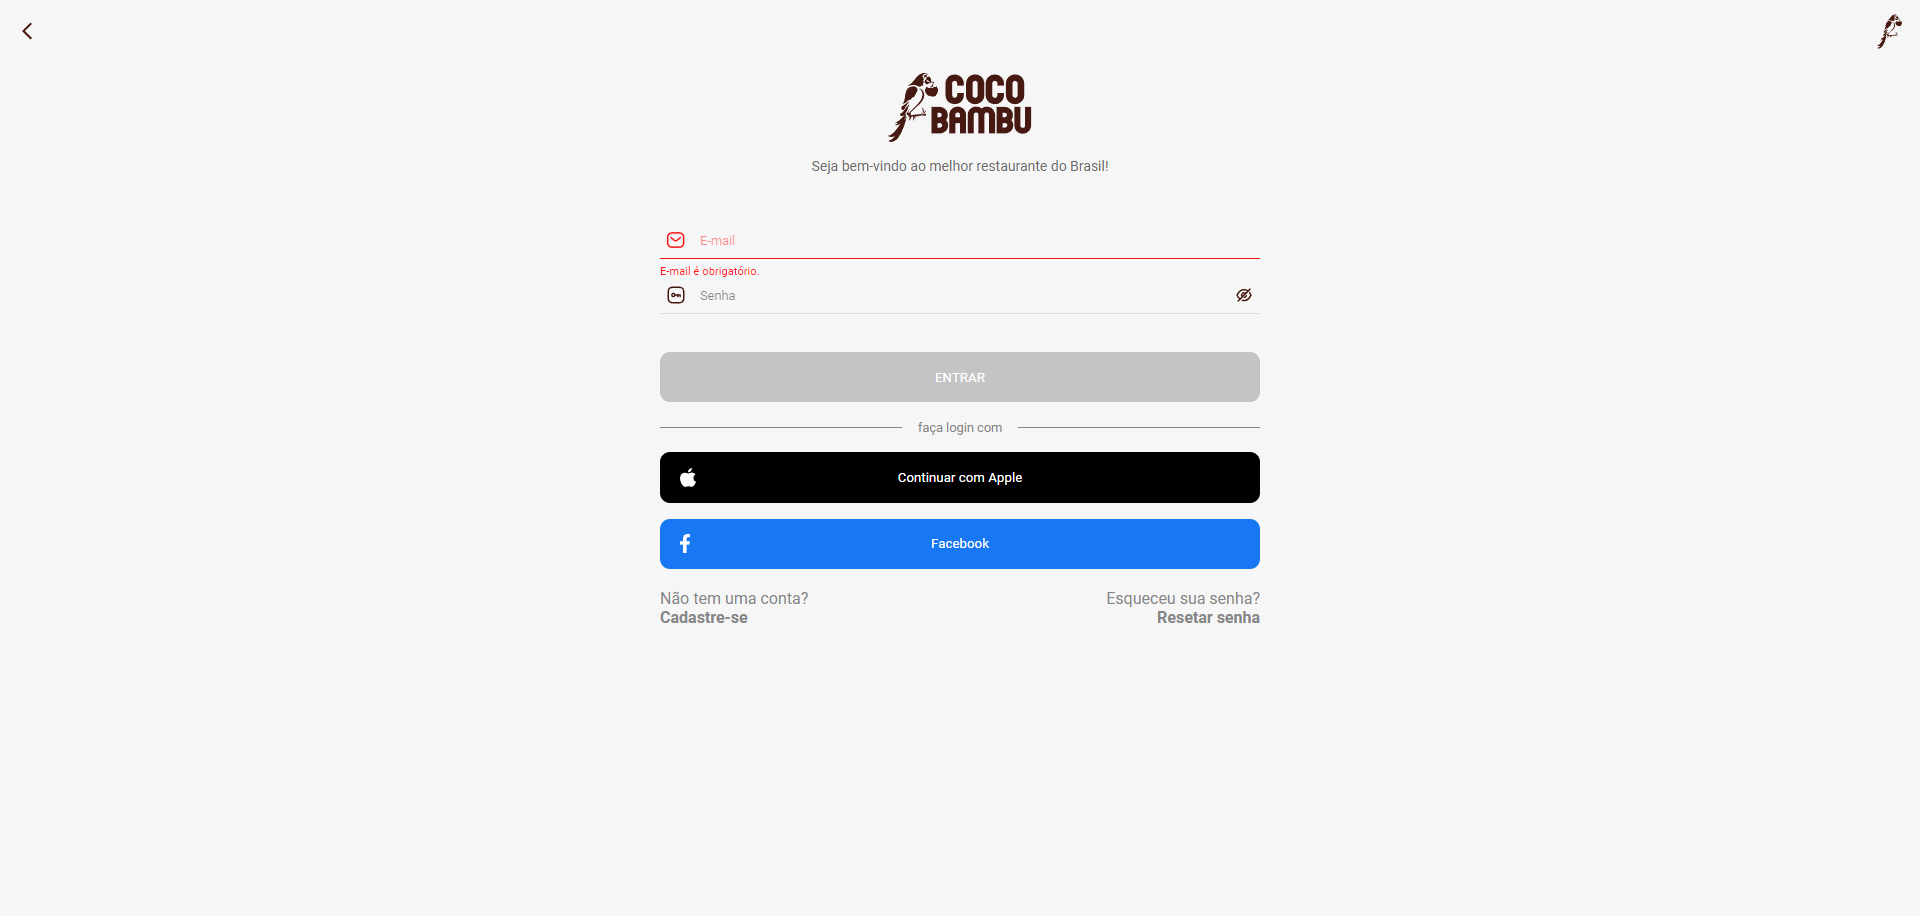 COCO
BAMBU
Seja bem-vindo ao melhor restaurante do Brasil!
E-mail
E-mail é obrigatório.
Senha
ENTRAR
faça login com
Continuar com Apple
Facebook
Não tem uma conta?
Cadastre-se
Esqueceu sua senha?
Resetar senha